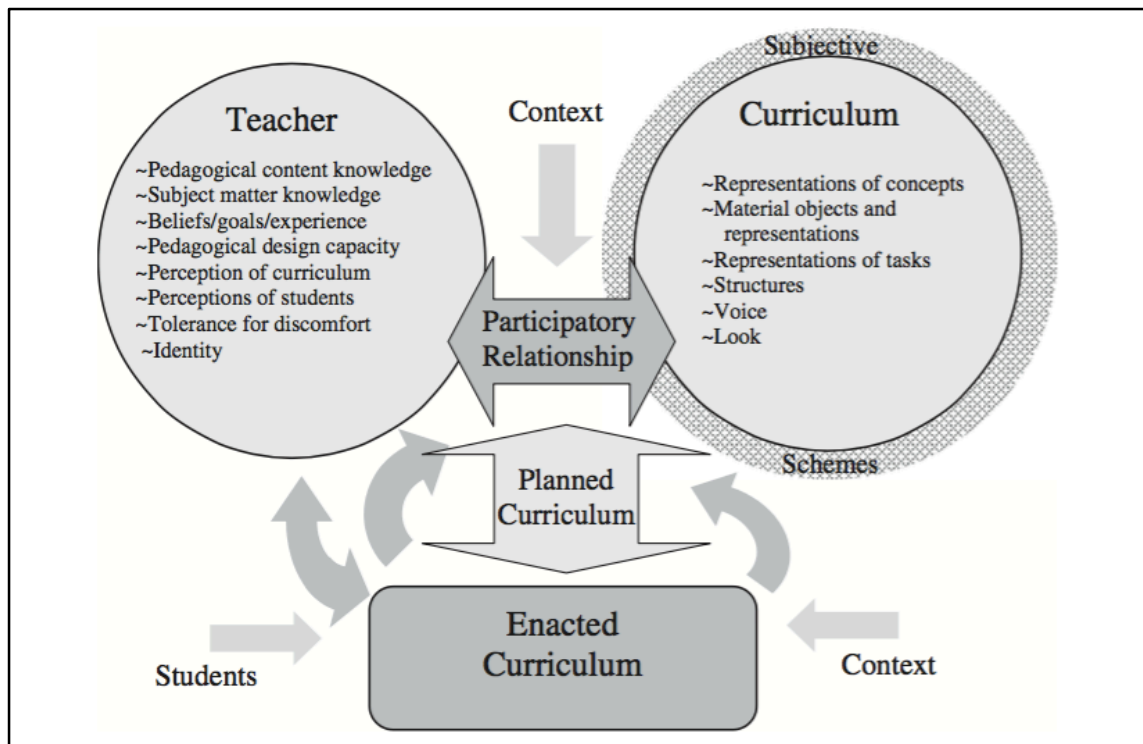 Subjective
Teacher
~Pedagogical content knowledge
~Subject matter knowledge
~Beliefs/goals/experience
~Pedagogical design capacity
~Perception of curriculum
~Perceptions of students
~Tolerance for discomfort
~Identity
Context
Curriculum
~Representations of concepts
~Material objects and
representations
~Representations of tasks
~Structures
~Voice
~Look
Participatory
Relationship
Schemes
Planned
Curriculum
Enacted
Curriculum
Students
Context